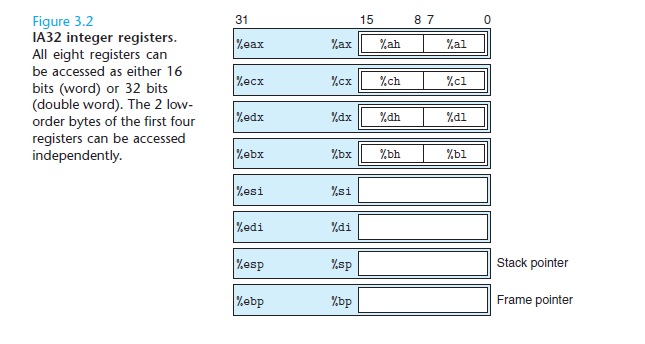 Figure 3.2
IA32 integer registers.
All eight registers can
be accessed as either 16
bits (word) or 32 bits
(double word). The 2 low-
order bytes of the first four
registers can be accessed
independently.
31 15 8 7 0
%eax %ax %ah %al
%ecx %cx %ch %cl
%edx %dx %dh %dl
%ebx %bx %bh %bl
%esi %si
%edi %di
%esp %sp Stack pointer
%ebp %bp Frame pointer